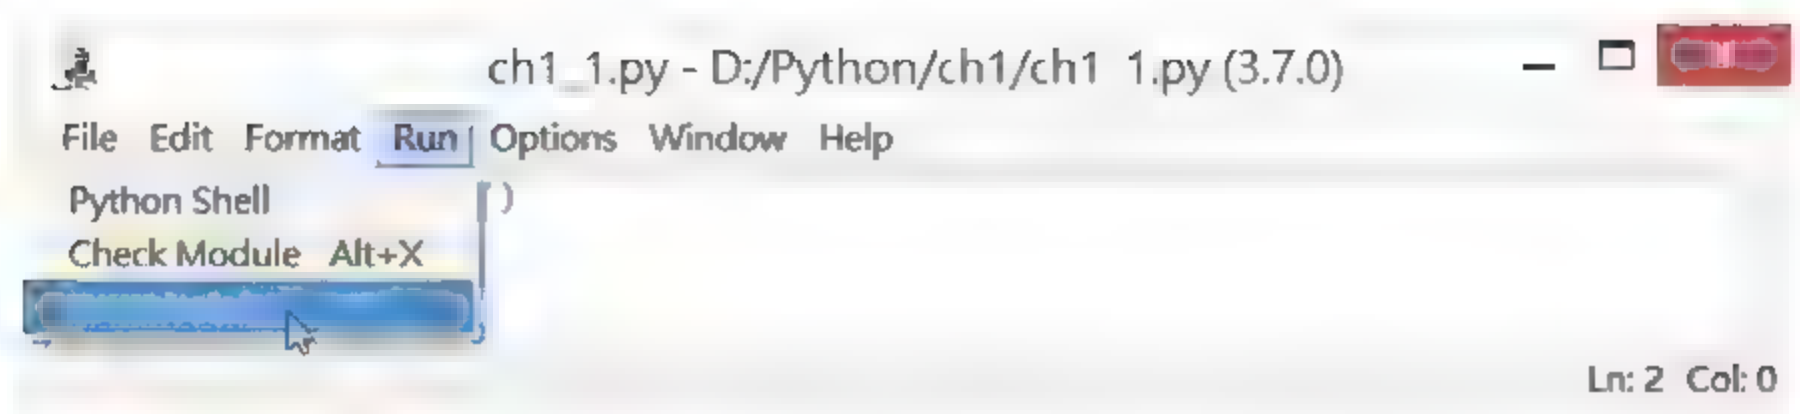 ch1_1.py - D:/Python/ch1/ch1 1.py (3.7.0)
File Edit Format Run Options Window Help
Python Shell )
Check Module Alt+X
Ln: 2 Col: 0